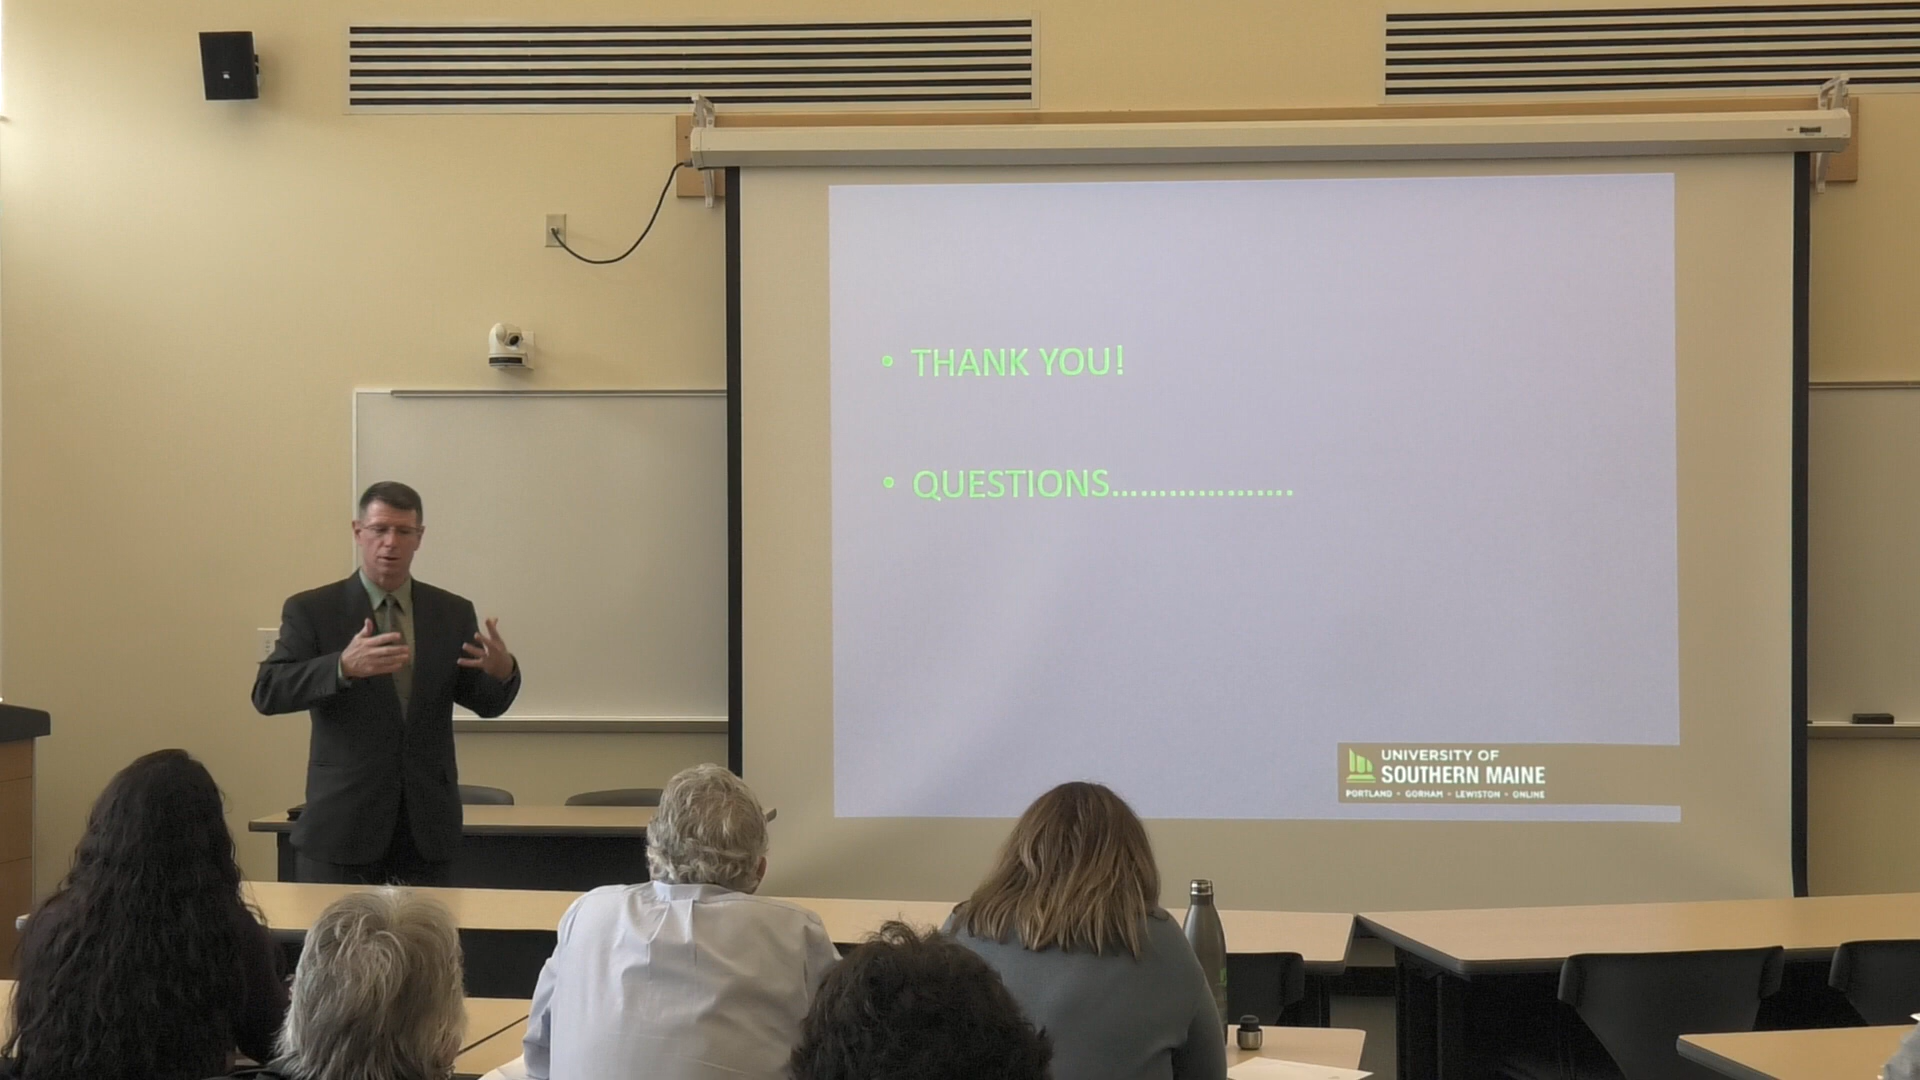 • THANK YOU!
• QUESTIONS...................
UNIVERSITY OF
SOUTHERN MAINE
PORTLAND • GORHAM • LEWISTON • ONLINE